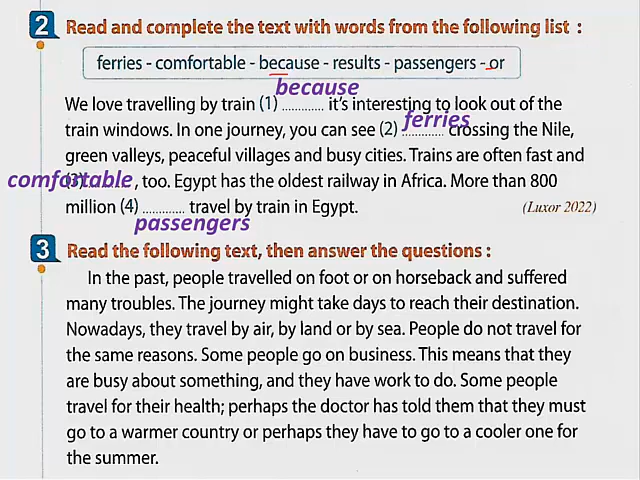 2 Read and complete the text with words from the following list :
ferries - comfortable - because - results - passengers - or
because
We love travelling by train (1) ............. it's interesting to look out of the
ferries
train windows. In one journey, you can see (2) ............. crossing the Nile,
green valleys, peaceful villages and busy cities. Trains are often fast and
comfortable
(3)............. , too. Egypt has the oldest railway in Africa. More than 800
million (4) ............. travel by train in Egypt. (Luxor 2022)
passengers
3 Read the following text, then answer the questions :
In the past, people travelled on foot or on horseback and suffered
many troubles. The journey might take days to reach their destination.
Nowadays, they travel by air, by land or by sea. People do not travel for
the same reasons. Some people go on business. This means that they
are busy about something, and they have work to do. Some people
travel for their health; perhaps the doctor has told them that they must
go to a warmer country or perhaps they have to go to a cooler one for
the summer.